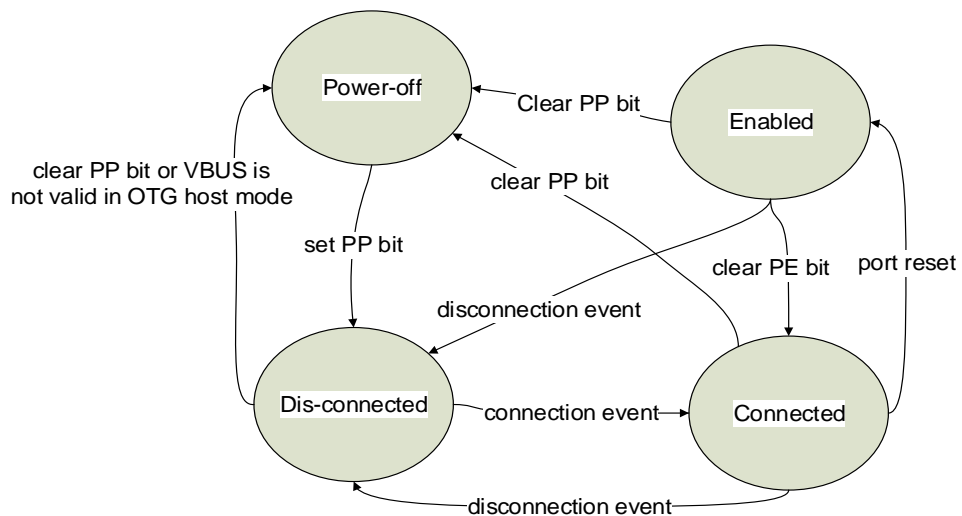 Power-off
Enabled
Clear PP bit
clear PP bit or VBUS is
not valid in OTG host mode
clear PP bit
set PP bit
clear PE bit
port reset
disconnection event
Dis-connected
connection event
Connected
disconnection event